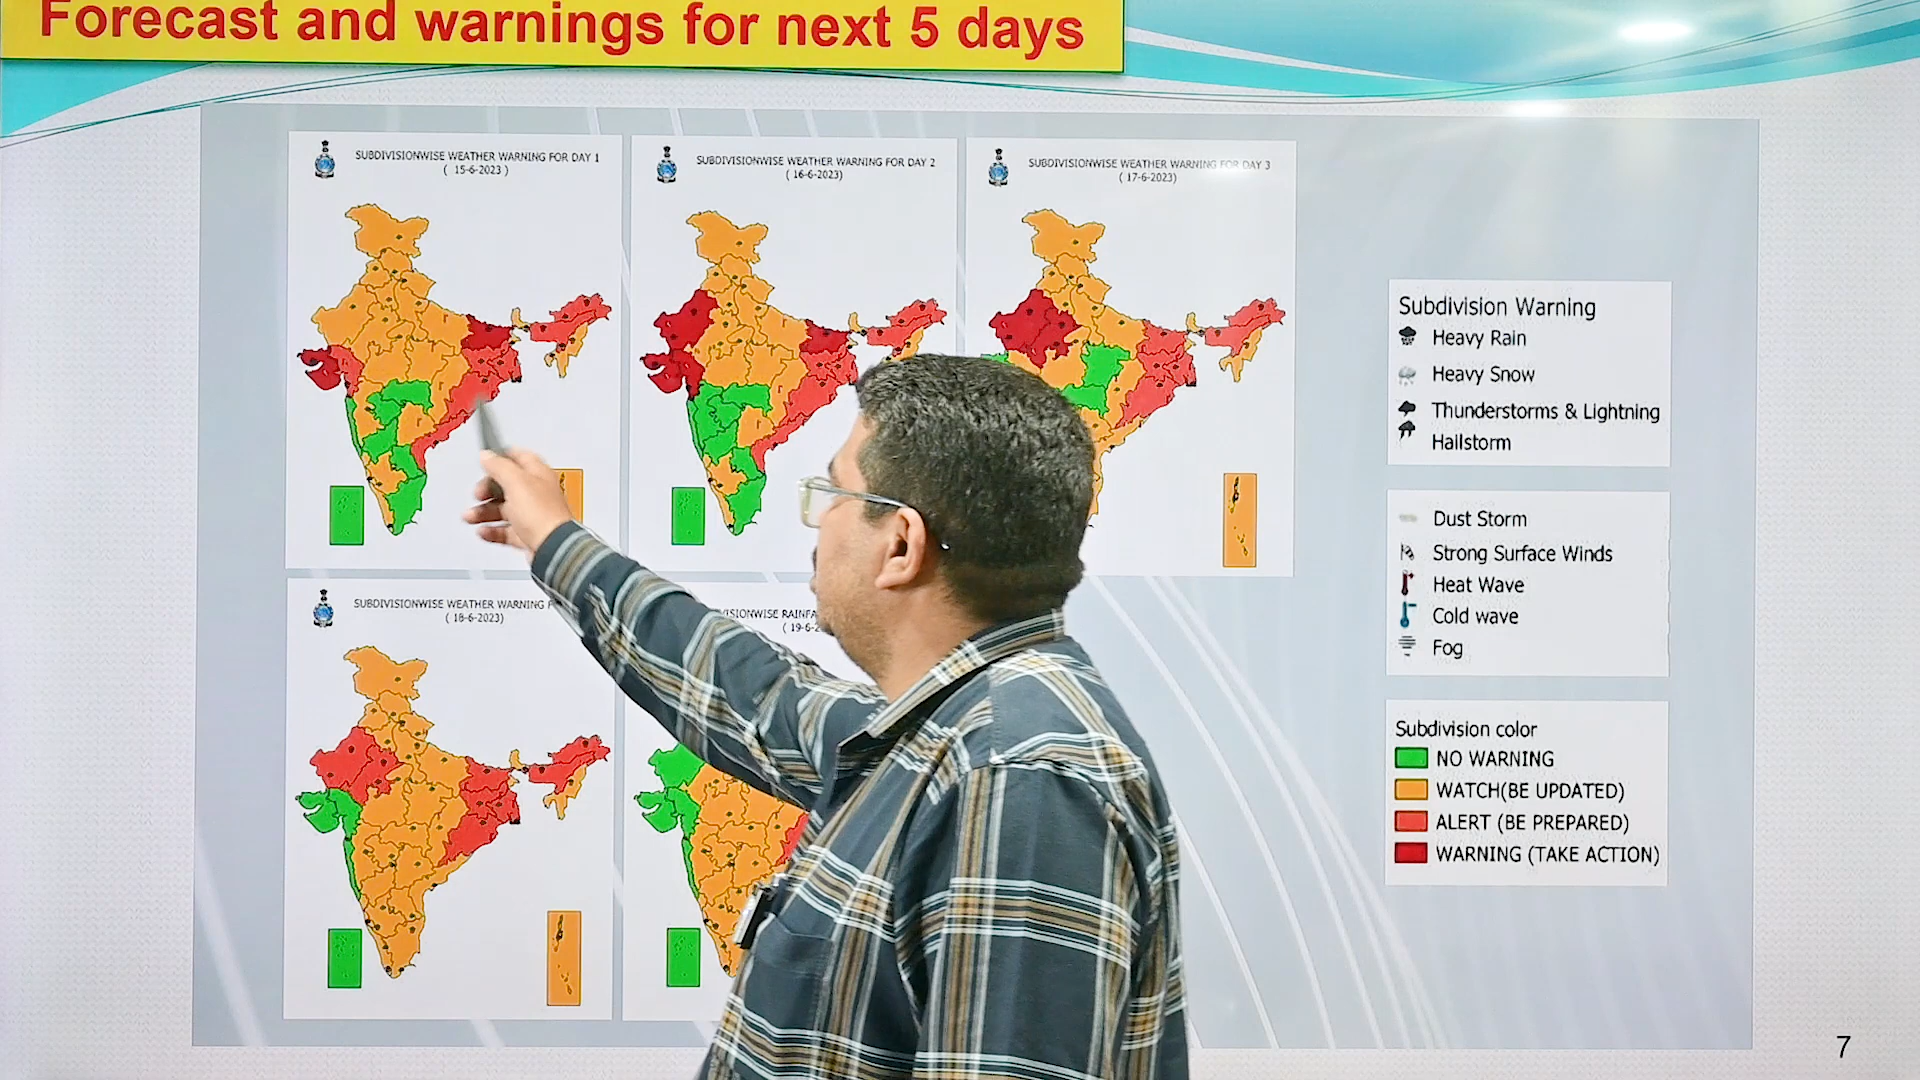 Forecast and warnings for next 5 days
SUBDIVISIONWISE WEATHER WARNING FOR DAY 1
( 15-6-2023 )
SUBDIVISIONWISE WEATHER WARNING FOR DAY 2
( 16-6-2023)
SUBDIVISIONWISE WEATHER WARNING FOR DAY 3
( 17-6-2023)
Subdivision Warning
Heavy Rain
Heavy Snow
Thunderstorms & Lightning
Hailstorm
Dust Storm
Strong Surface Winds
Heat Wave
Cold wave
Fog
SUBDIVISIONWISE WEATHER WARNING
( 18-6-2023)
Subdivision color
NO WARNING
WATCH(BE UPDATED)
ALERT (BE PREPARED)
WARNING (TAKE ACTION)
7